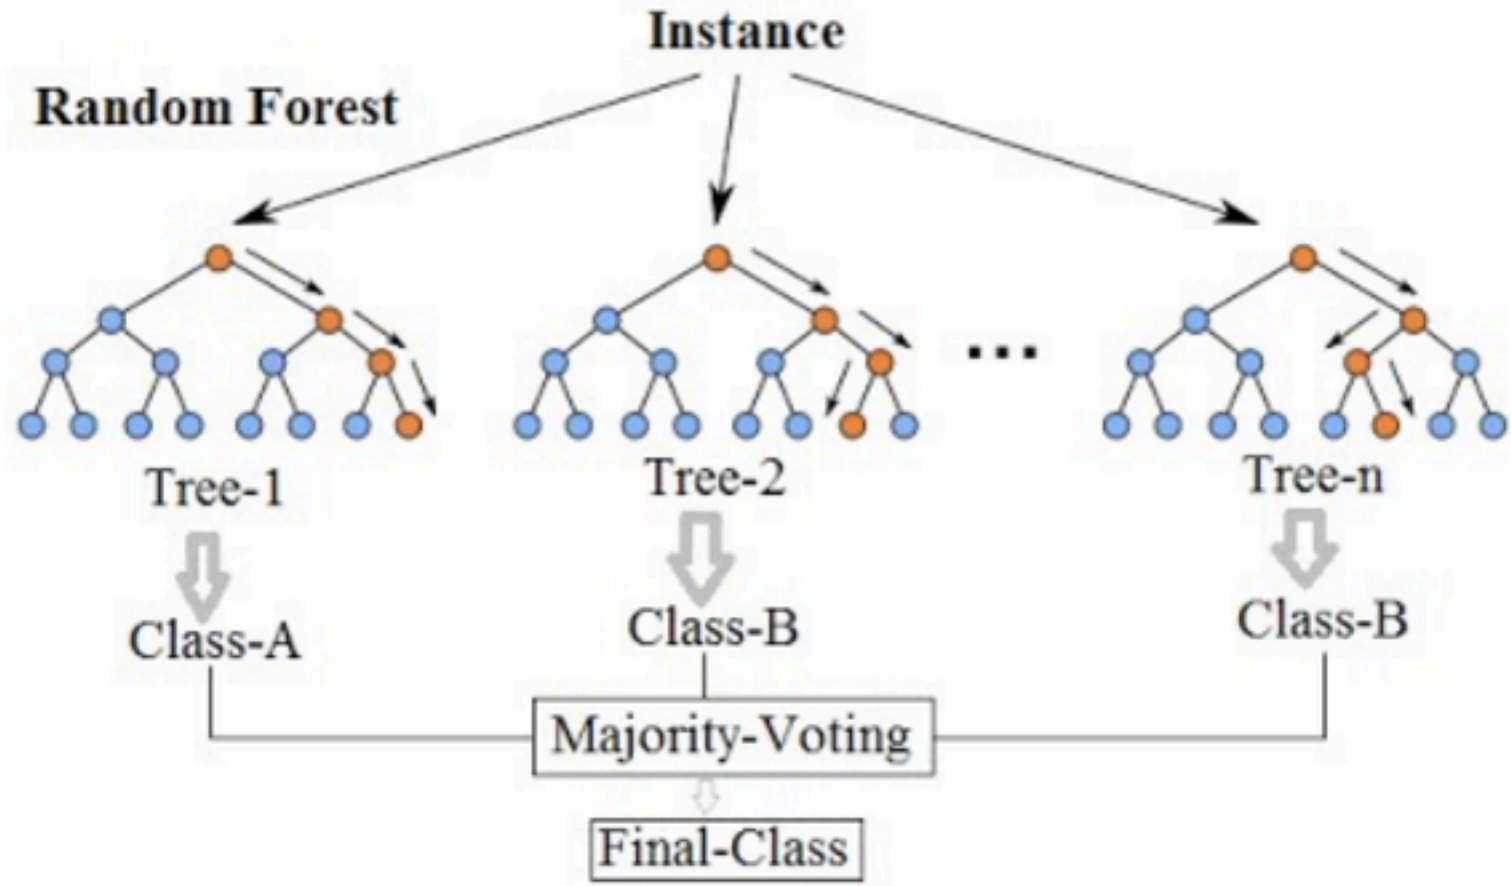 Instance
Random Forest
...
Tree-1
Tree-2
Tree-n
Class-A
Class-B
Class-B
Majority-Voting
Final-Class